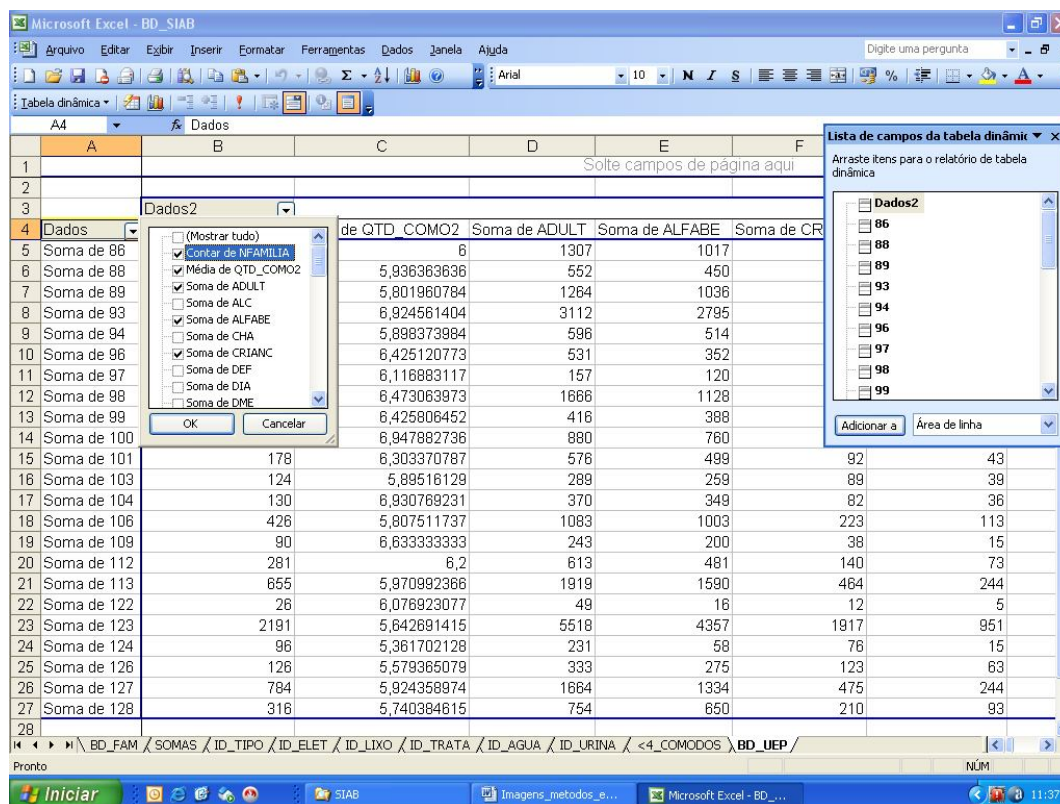 Microsoft Excel - BD_SIAB
Arquivo Editar Exibir Inserir Formatar Ferramentas Dados Janela Ajuda Digite uma pergunta
Arial 10 N I S %
Tabela dinâmica
A4 fx Dados
A B C D E F
1 Solte campos de página aqui
2
3 Dados2
4 Dados de QTD_COMO2 Soma de ADULT Soma de ALFABE Soma de CR
5 Soma de 86 6 1307 1017
6 Soma de 88 5,936363636 552 450
7 Soma de 89 5,801960784 1264 1036
8 Soma de 93 6,924561404 3112 2795
9 Soma de 94 5,898373984 596 514
10 Soma de 96 6,425120773 531 352
11 Soma de 97 6,116883117 157 120
12 Soma de 98 6,473063973 1666 1128
13 Soma de 99 6,425806452 416 388
14 Soma de 100 6,947882736 880 760
15 Soma de 101 178 6,303370787 576 499 92 43
16 Soma de 103 124 5,89516129 289 259 89 39
17 Soma de 104 130 6,930769231 370 349 82 36
18 Soma de 106 426 5,807511737 1083 1003 223 113
19 Soma de 109 90 6,633333333 243 200 38 15
20 Soma de 112 281 6,2 613 481 140 73
21 Soma de 113 655 5,970992366 1919 1590 464 244
22 Soma de 122 26 6,076923077 49 16 12 5
23 Soma de 123 2191 5,642691415 5518 4357 1917 951
24 Soma de 124 96 5,361702128 231 58 76 15
25 Soma de 126 126 5,579365079 333 275 123 63
26 Soma de 127 784 5,924358974 1664 1334 475 244
27 Soma de 128 316 5,740384615 754 650 210 93
28
(Mostrar tudo)
Contar de NFAMILIA
Média de QTD_COMO2
Soma de ADULT
Soma de ALC
Soma de ALFABE
Soma de CHA
Soma de CRIANC
Soma de DEF
Soma de DIA
Soma de DME
OK Cancelar
Lista de campos da tabela dinâmic
Arraste itens para o relatório de tabela
dinâmica
Dados2
86
88
89
93
94
96
97
98
99
Adicionar a Área de linha
BD_FAM / SOMAS / ID_TIPO / ID_ELET / ID_LIXO / ID_TRATA / ID_AGUA / ID_URINA / <4_COMODOS \ BD_UEP /
Pronto NÚM
Iniciar SIAB Imagens_metodos_e... Microsoft Excel - BD_... 11:37